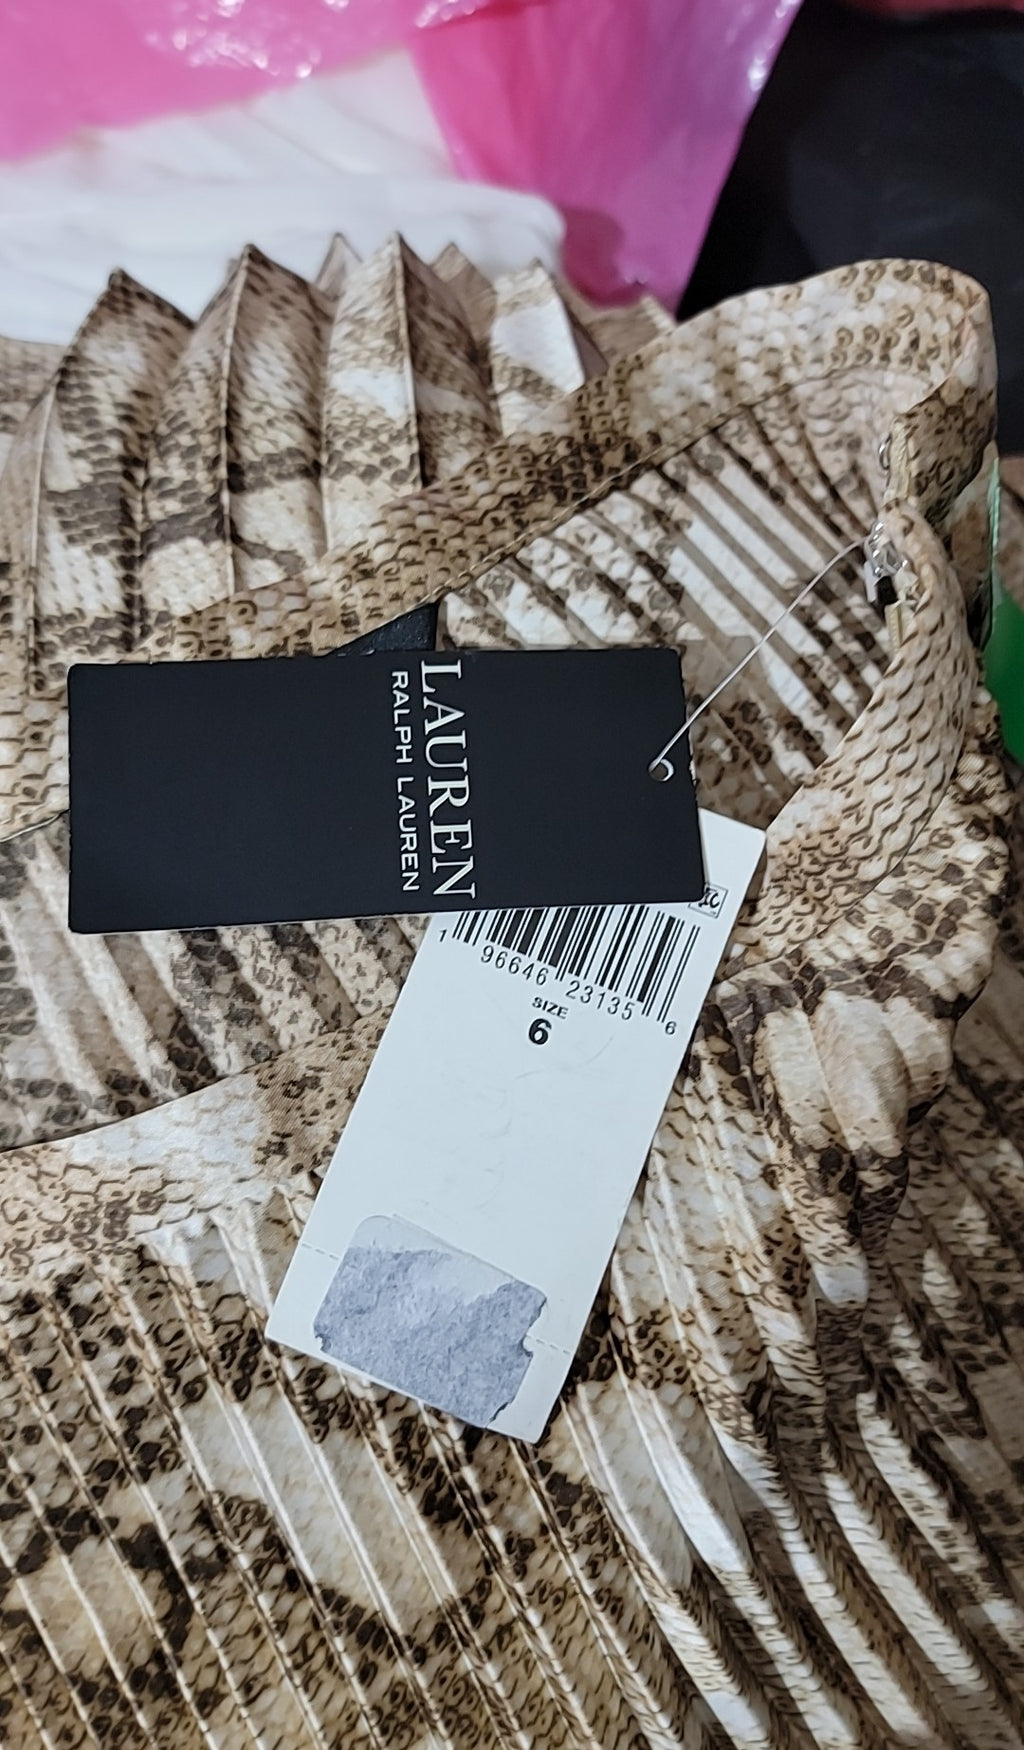 LAUREN
RALPH LAUREN
1 96646 23135 6
SIZE
6